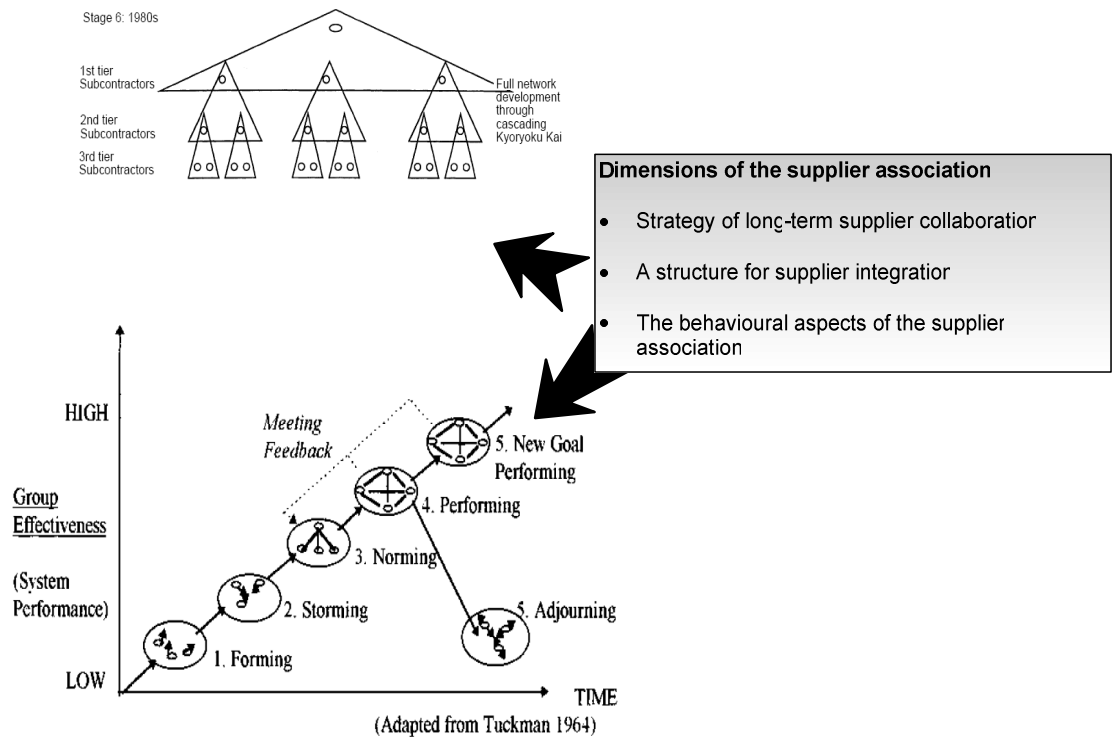 Stage 6: 1980s
1st tier
Subcontractors
2nd tier
Subcontractors
3rd tier
Subcontractors
Full network
development
through
cascading
Kyoryoku Kai
Dimensions of the supplier association
• Strategy of long-term supplier collaboration
• A structure for supplier integration
• The behavioural aspects of the supplier
association
HIGH
Group
Effectiveness
(System
Performance)
LOW
Meeting
Feedback
5. New Goal
Performing
4. Performing
3. Norming
2. Storming
1. Forming
5. Adjourning
TIME
(Adapted from Tuckman 1964)